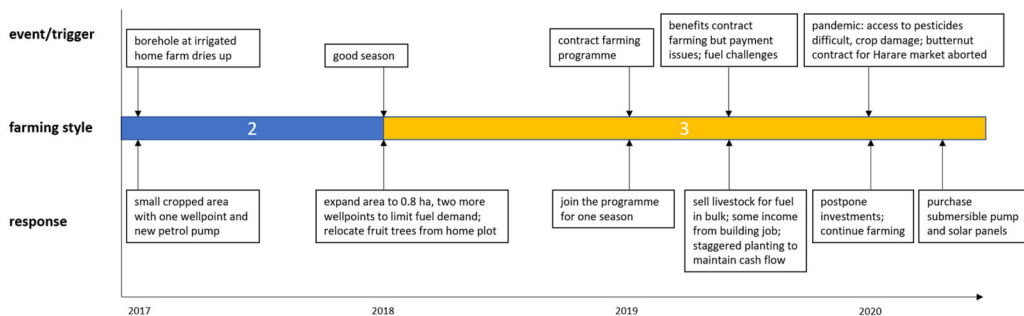 event/trigger
borehole at irrigated
home farm dries up
good season
contract farming
programme
benefits contract
farming but payment
issues; fuel challenges
pandemic: access to pesticides
difficult, crop damage; butternut
contract for Harare market aborted
farming style
2
3
response
small cropped area
with one wellpoint and
new petrol pump
expand area to 0.8 ha, two more
wellpoints to limit fuel demand;
relocate fruit trees from home plot
join the programme
for one season
sell livestock for fuel
in bulk; some income
from building job;
staggered planting to
maintain cash flow
postpone
investments;
continue farming
purchase
submersible pump
and solar panels
2017
2018
2019
2020